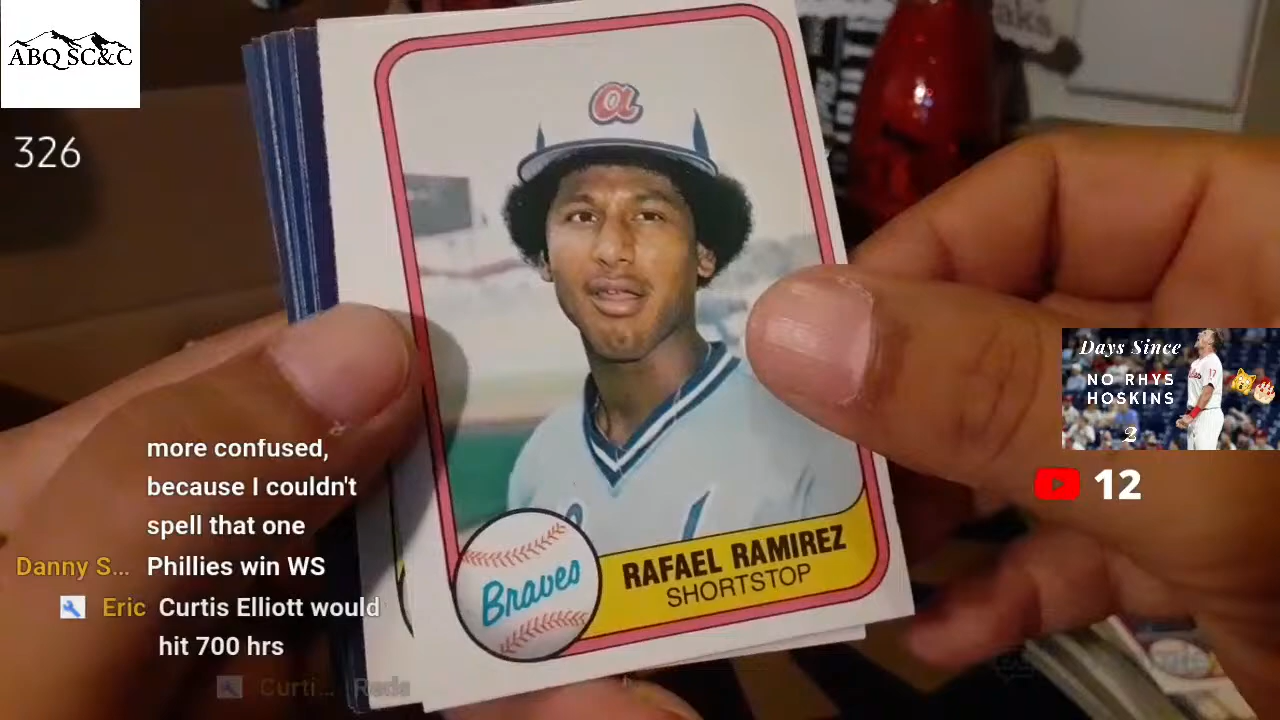 ABQ SC&C
326
a
Braves
RAFAEL RAMIREZ
SHORTSTOP
Days Since
NO RHYS
HOSKINS
2
12
more confused,
because I couldn't
spell that one
Danny S... Phillies win WS
Eric Curtis Elliott would
hit 700 hrs
Curti... Reds